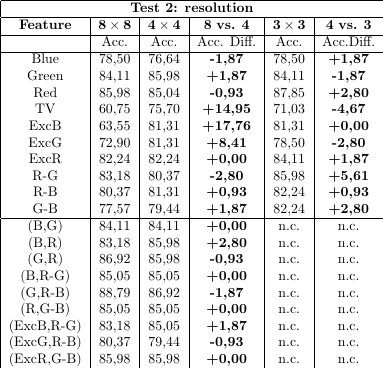 Test 2: resolution
Feature 8 × 8 4 × 4 8 vs. 4 3 × 3 4 vs. 3
Acc. Acc. Acc. Diff. Acc. Acc.Diff.
Blue 78,50 76,64 -1,87 78,50 +1,87
Green 84,11 85,98 +1,87 84,11 -1,87
Red 85,98 85,04 -0,93 87,85 +2,80
TV 60,75 75,70 +14,95 71,03 -4,67
ExcB 63,55 81,31 +17,76 81,31 +0,00
ExcG 72,90 81,31 +8,41 78,50 -2,80
ExcR 82,24 82,24 +0,00 84,11 +1,87
R-G 83,18 80,37 -2,80 85,98 +5,61
R-B 80,37 81,31 +0,93 82,24 +0,93
G-B 77,57 79,44 +1,87 82,24 +2,80
(B,G) 84,11 84,11 +0,00 n.c. n.c.
(B,R) 83,18 85,98 +2,80 n.c. n.c.
(G,R) 86,92 85,98 -0,93 n.c. n.c.
(B,R-G) 85,05 85,05 +0,00 n.c. n.c.
(G,R-B) 88,79 86,92 -1,87 n.c. n.c.
(R,G-B) 85,05 85,05 +0,00 n.c. n.c.
(ExcB,R-G) 83,18 85,05 +1,87 n.c. n.c.
(ExcG,R-B) 80,37 79,44 -0,93 n.c. n.c.
(ExcR,G-B) 85,98 85,98 +0,00 n.c. n.c.